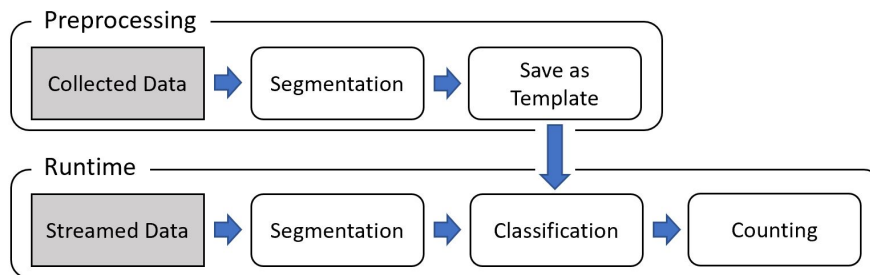 Preprocessing
Collected Data
Segmentation
Save as
Template
Runtime
Streamed Data
Segmentation
Classification
Counting